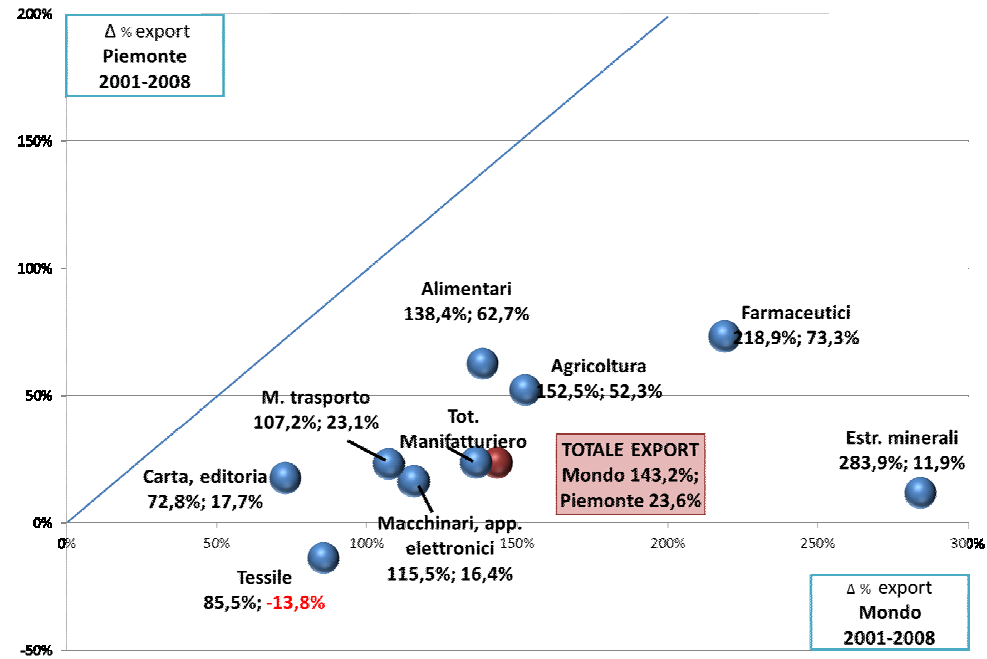 200%
Δ % export
Piemonte
2001-2008
150%
100%
Alimentari
138,4%; 62,7%
Farmaceutici
218,9%; 73,3%
Agricoltura
152,5%; 52,3%
50%
M. trasporto
107,2%; 23,1%
Tot.
Manifatturiero
TOTALE EXPORT
Mondo 143,2%;
Piemonte 23,6%
Estr. minerali
283,9%; 11,9%
Carta, editoria
72,8%; 17,7%
Macchinari, app.
elettronici
115,5%; 16,4%
0%
0% 50% 100% 150% 200% 250% 300%
Tessile
85,5%; -13,8%
Δ % export
Mondo
2001-2008
-50%